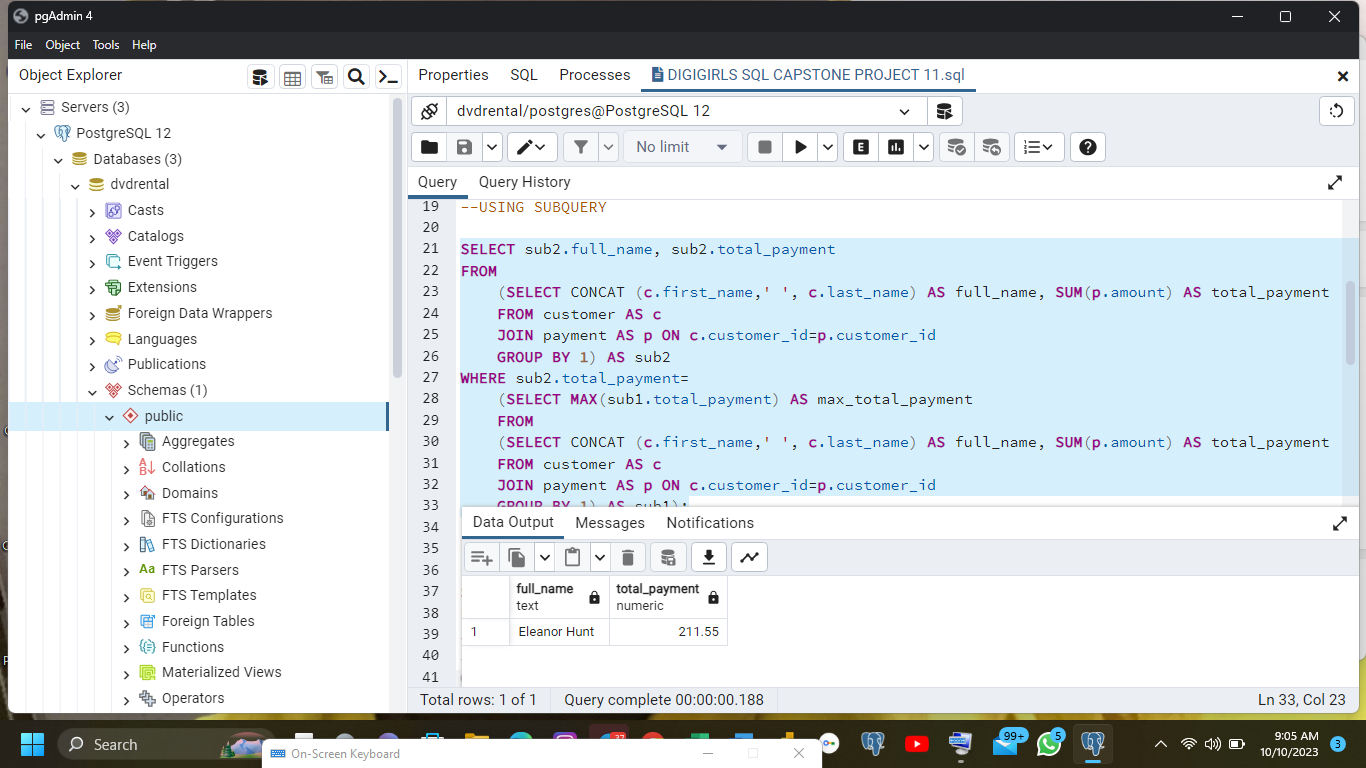 pgAdmin 4
File Object Tools Help
Object Explorer
Properties SQL Processes DIGIGIRLS SQL CAPSTONE PROJECT 11.sql
Servers (3)
PostgreSQL 12
Databases (3)
dvdrental
Casts
Catalogs
Event Triggers
Extensions
Foreign Data Wrappers
Languages
Publications
Schemas (1)
public
Aggregates
Collations
Domains
FTS Configurations
FTS Dictionaries
Aa FTS Parsers
FTS Templates
Foreign Tables
Functions
Materialized Views
Operators
dvdrental/postgres@PostgreSQL 12
No limit E
Query Query History
19 --USING SUBQUERY
20
21 SELECT sub2.full_name, sub2.total_payment
22 FROM
23 (SELECT CONCAT (c.first_name,' ', c.last_name) AS full_name, SUM(p.amount) AS total_payment
24 FROM customer AS c
25 JOIN payment AS p ON c.customer_id=p.customer_id
26 GROUP BY 1) AS sub2
27 WHERE sub2.total_payment=
28 (SELECT MAX(sub1.total_payment) AS max_total_payment
29 FROM
30 (SELECT CONCAT (c.first_name,' ', c.last_name) AS full_name, SUM(p.amount) AS total_payment
31 FROM customer AS c
32 JOIN payment AS p ON c.customer_id=p.customer_id
33 GROUP BY 1) AS sub1);
34
35
36
37
38
39
40
41
Data Output Messages Notifications
full_name total_payment
text numeric
1 Eleanor Hunt 211.55
Total rows: 1 of 1 Query complete 00:00:00.188 Ln 33, Col 23
Search
On-Screen Keyboard
37
99+
5
9:05 AM
10/10/2023
3